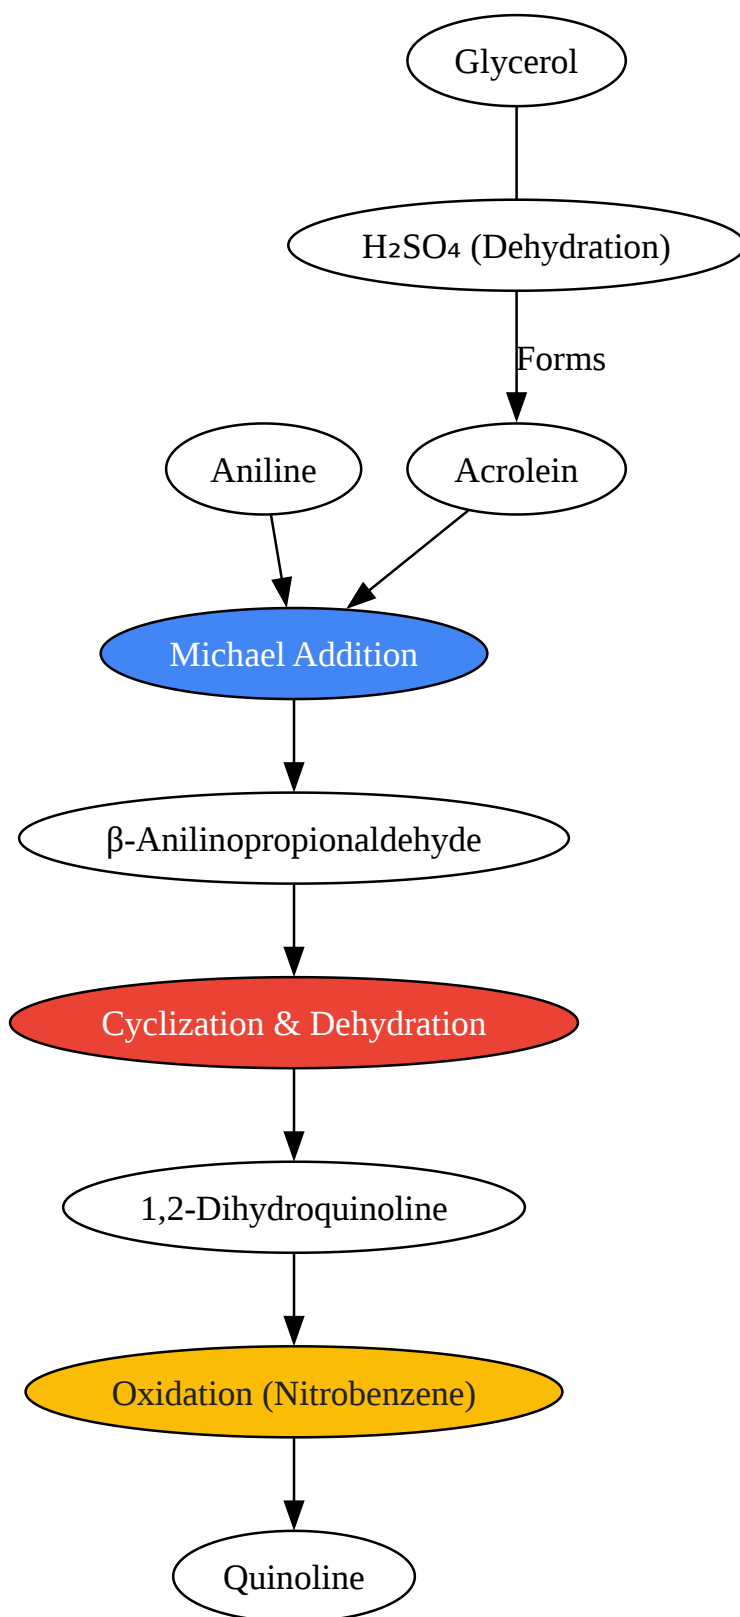 Glycerol
H₂SO₄ (Dehydration)
Forms
Aniline
Acrolein
Michael Addition
β-Anilinopropionaldehyde
Cyclization & Dehydration
1,2-Dihydroquinoline
Oxidation (Nitrobenzene)
Quinoline